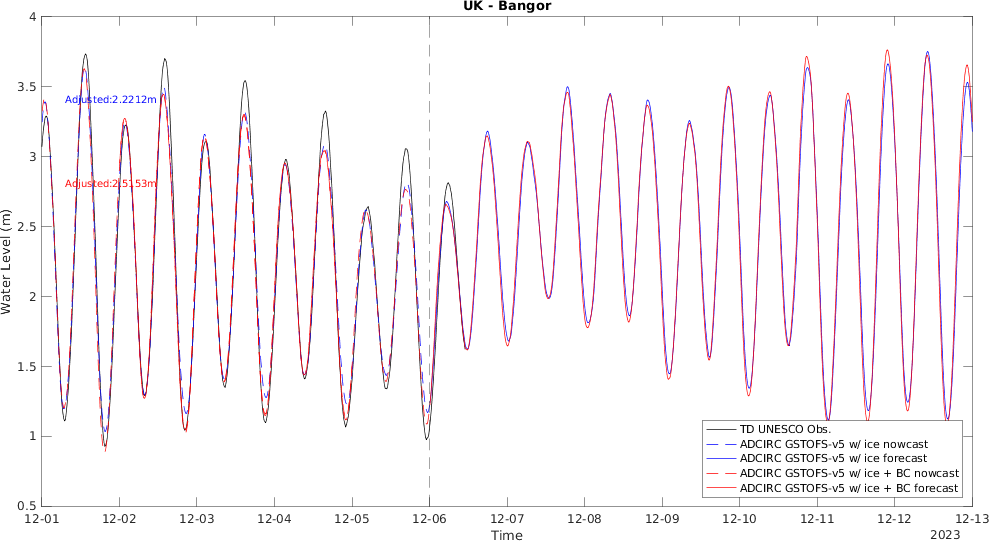 UK - Bangor
4
3.5
3
2.5
2
1.5
1
0.5
Water Level (m)
Adjusted:2.2212m
Adjusted:2.5153m
TD UNESCO Obs.
ADCIRC GSTOFS-v5 w/ ice nowcast
ADCIRC GSTOFS-v5 w/ ice forecast
ADCIRC GSTOFS-v5 w/ ice + BC nowcast
ADCIRC GSTOFS-v5 w/ ice + BC forecast
12-01 12-02 12-03 12-04 12-05 12-06 12-07 12-08 12-09 12-10 12-11 12-12 12-13
Time
2023